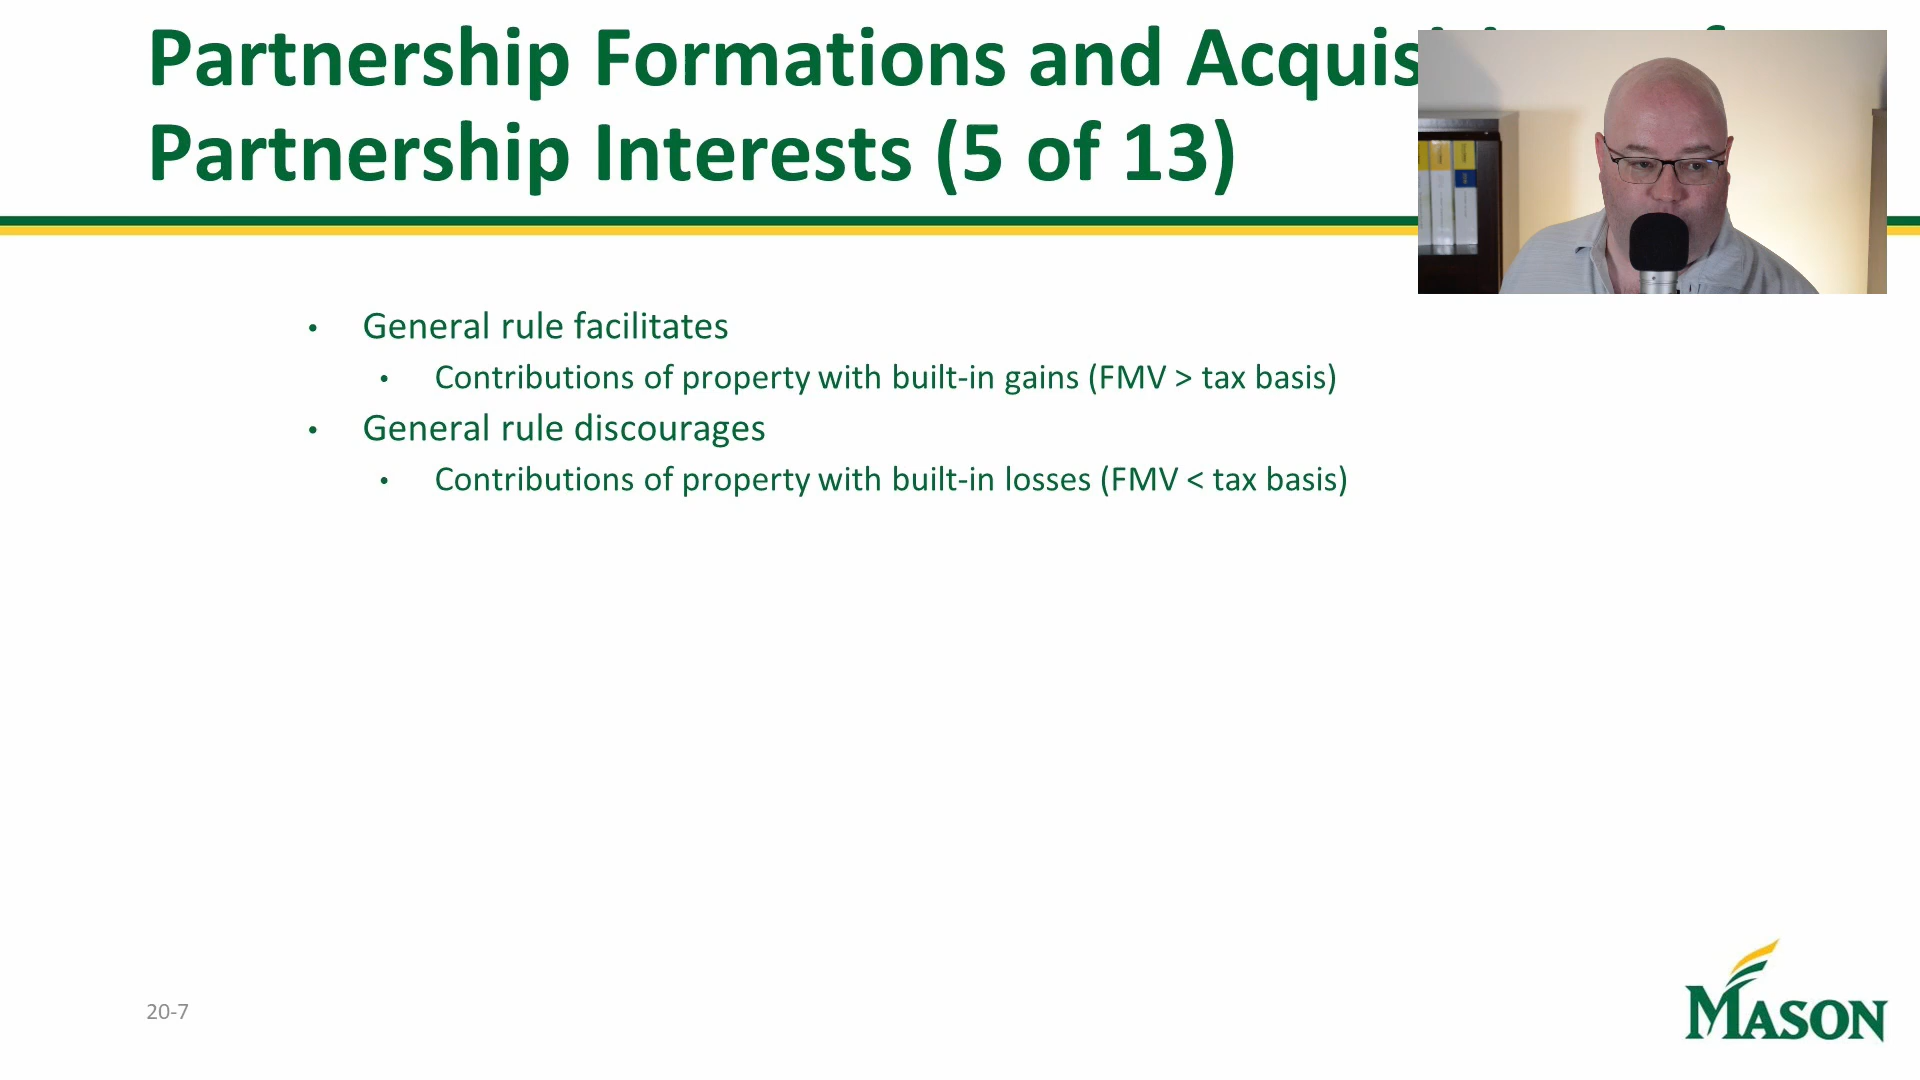 Partnership Formations and Acquis
Partnership Interests (5 of 13)
• General rule facilitates
• Contributions of property with built-in gains (FMV > tax basis)
• General rule discourages
• Contributions of property with built-in losses (FMV < tax basis)
20-7
MASON